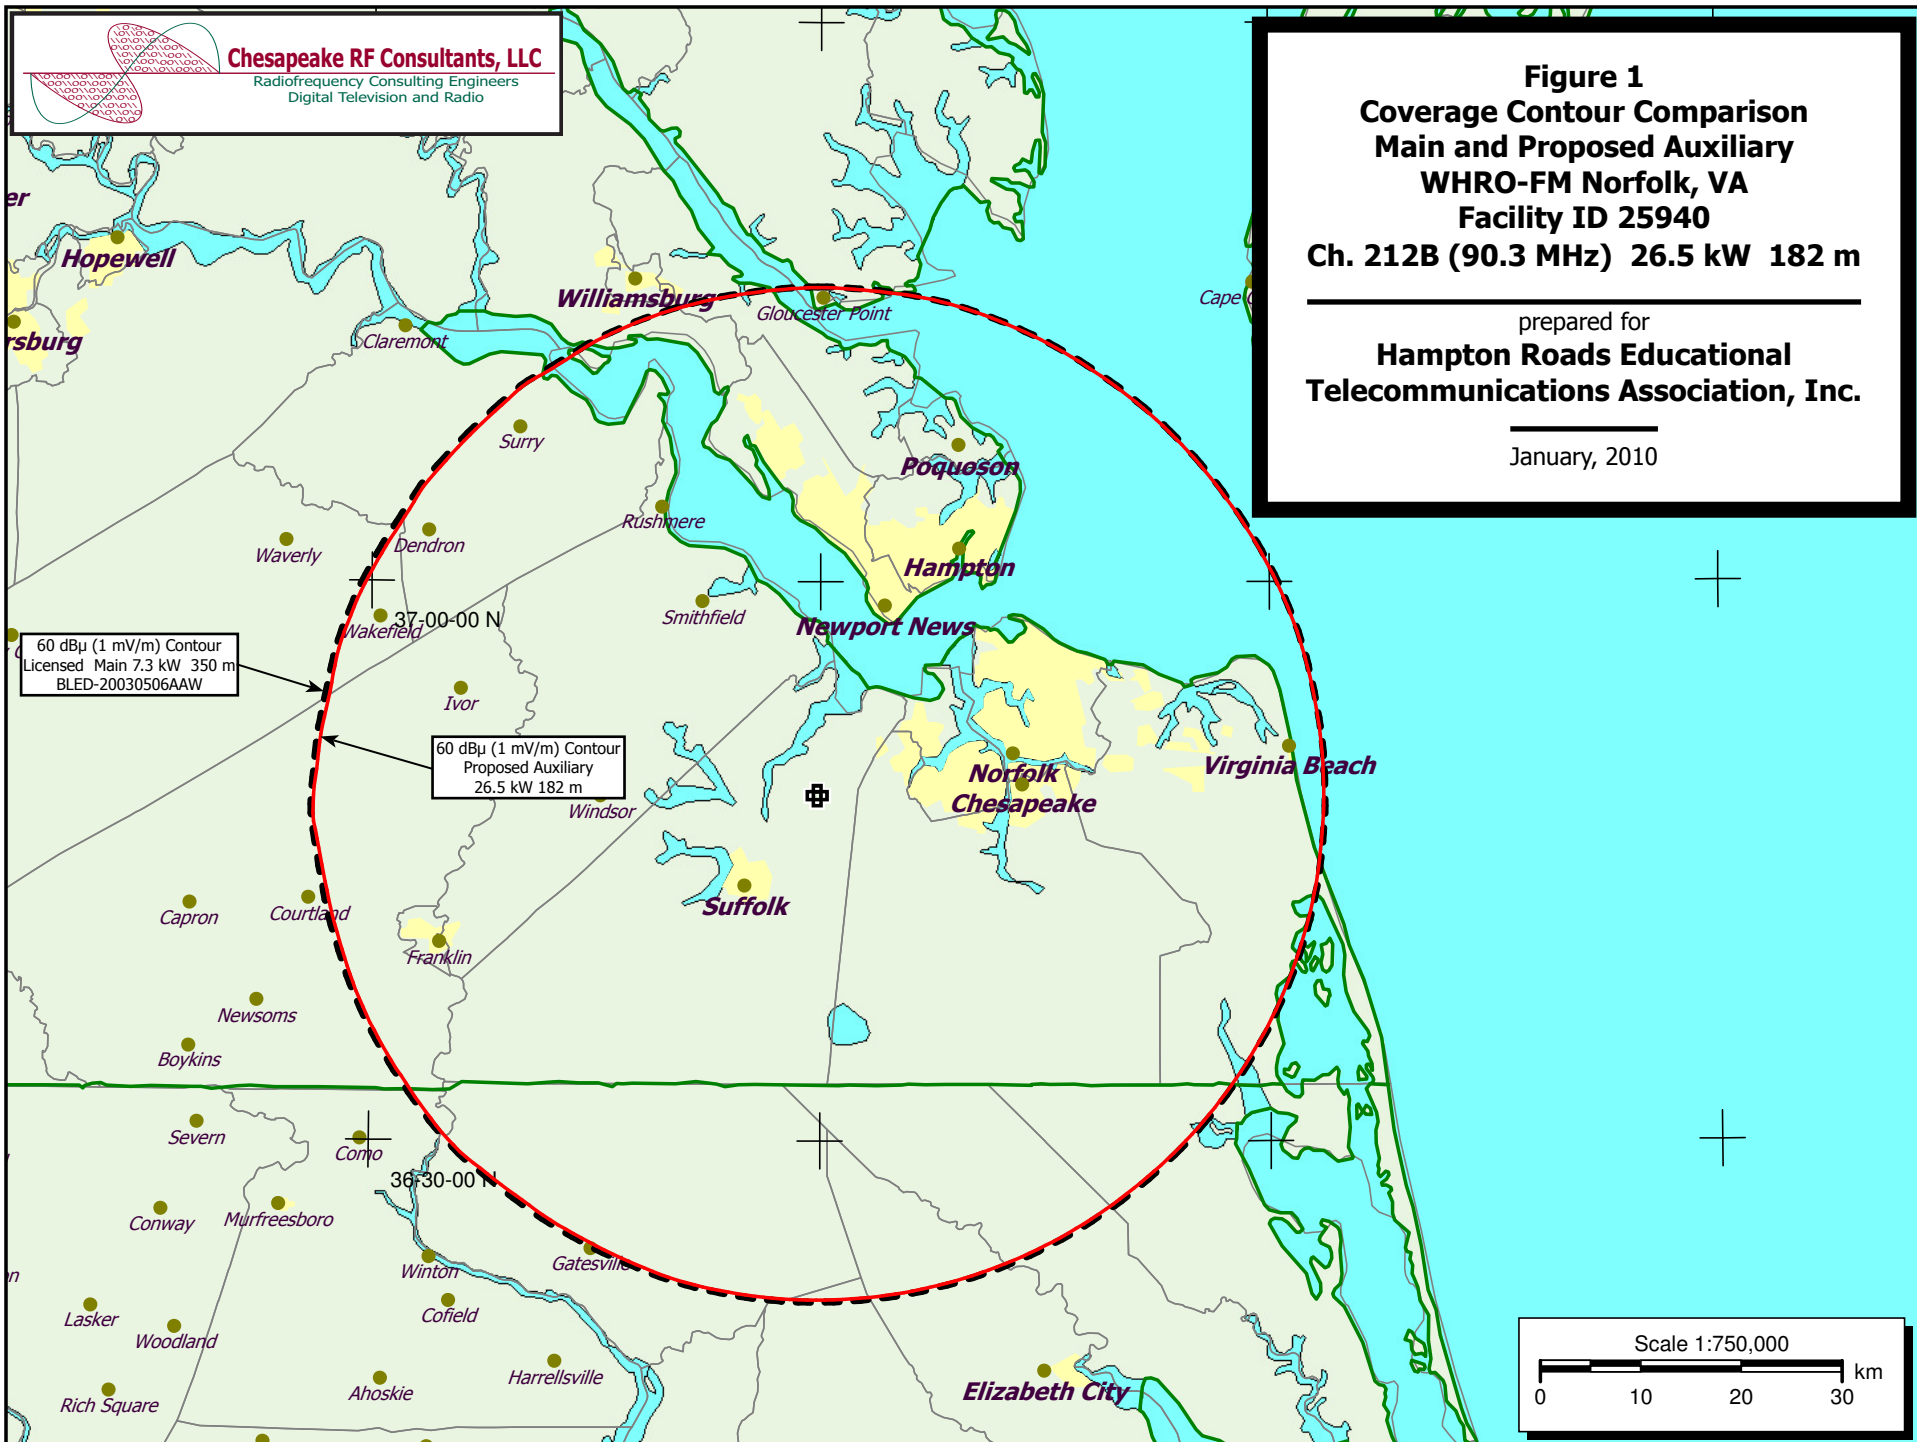 Chesapeake RF Consultants, LLC
Radiofrequency Consulting Engineers
Digital Television and Radio
Figure 1
Coverage Contour Comparison
Main and Proposed Auxiliary
WHRO-FM Norfolk, VA
Facility ID 25940
Ch. 212B (90.3 MHz) 26.5 kW 182 m
prepared for
Hampton Roads Educational
Telecommunications Association, Inc.
January, 2010
er
Hopewell
rsburg
Williamsburg
Gloucester Point
Cape
Claremont
Surry
Poquoson
Rushmere
Waverly
Dendron
Hampton
Smithfield
Wakefield
37-00-00 N
Newport News
60 dBµ (1 mV/m) Contour
Licensed Main 7.3 kW 350 m
BLED-20030506AAW
Ivor
60 dBµ (1 mV/m) Contour
Proposed Auxiliary
26.5 kW 182 m
Windsor
Norfolk
Virginia Beach
Chesapeake
Suffolk
Capron
Courtland
Franklin
Newsoms
Boykins
Severn
Como
36-30-00 N
Conway
Murfreesboro
Gatesville
Winton
Cofield
Lasker
Woodland
Ahoskie
Harrellsville
Rich Square
Elizabeth City
Scale 1:750,000
km
0 10 20 30